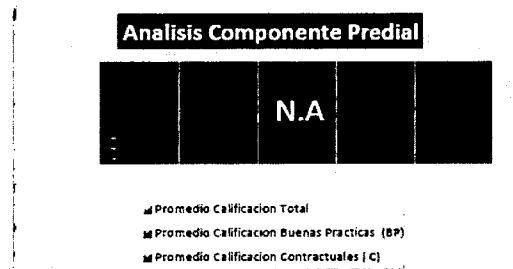 Analisis Componente Predial
N.A
Promedio Calificacion Total
Promedio Calificacion Buenas Practicas (BP)
Promedio Calificacion Contractuales (C)